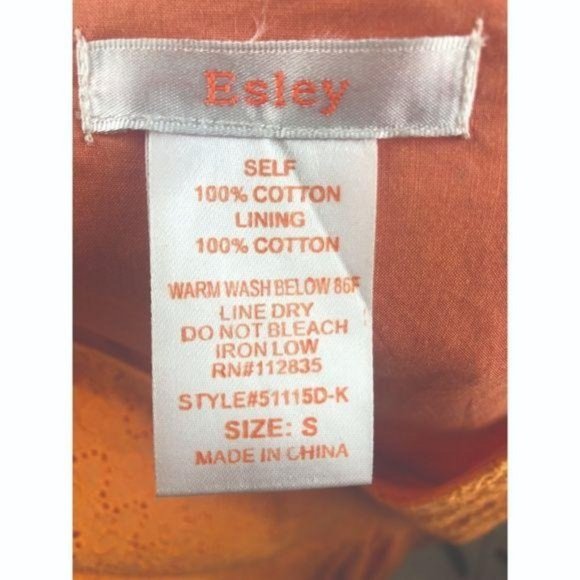 Esley
SELF
100% COTTON
LINING
100% COTTON
WARM WASH BELOW 86F
LINE DRY
DO NOT BLEACH
IRON LOW
RN#112835
STYLE#51115D-K
SIZE: S
MADE IN CHINA